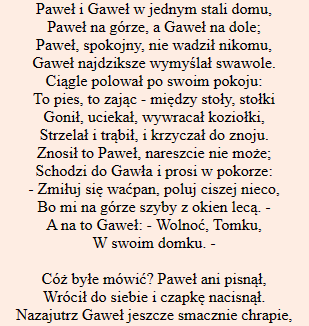 Paweł i Gaweł w jednym stali domu,
Paweł na górze, a Gaweł na dole;
Paweł, spokojny, nie wadził nikomu,
Gaweł najdziksze wymyślał swawole.
Ciągle polował po swoim pokoju:
To pies, to zając - między stoły, stołki
Gonił, uciekał, wywracał koziołki,
Strzelał i trąbił, i krzyczał do znoju.
Znosił to Paweł, nareszcie nie może;
Schodzi do Gawła i prosi w pokorze:
- Zmiłuj się waćpan, poluj ciszej nieco,
Bo mi na górze szyby z okien lecą. -
A na to Gaweł: - Wolnoć, Tomku,
W swoim domku. -
Cóż byłe mówić? Paweł ani pisnął,
Wrócił do siebie i czapkę nacisnął.
Nazajutrz Gaweł jeszcze smacznie chrapie,